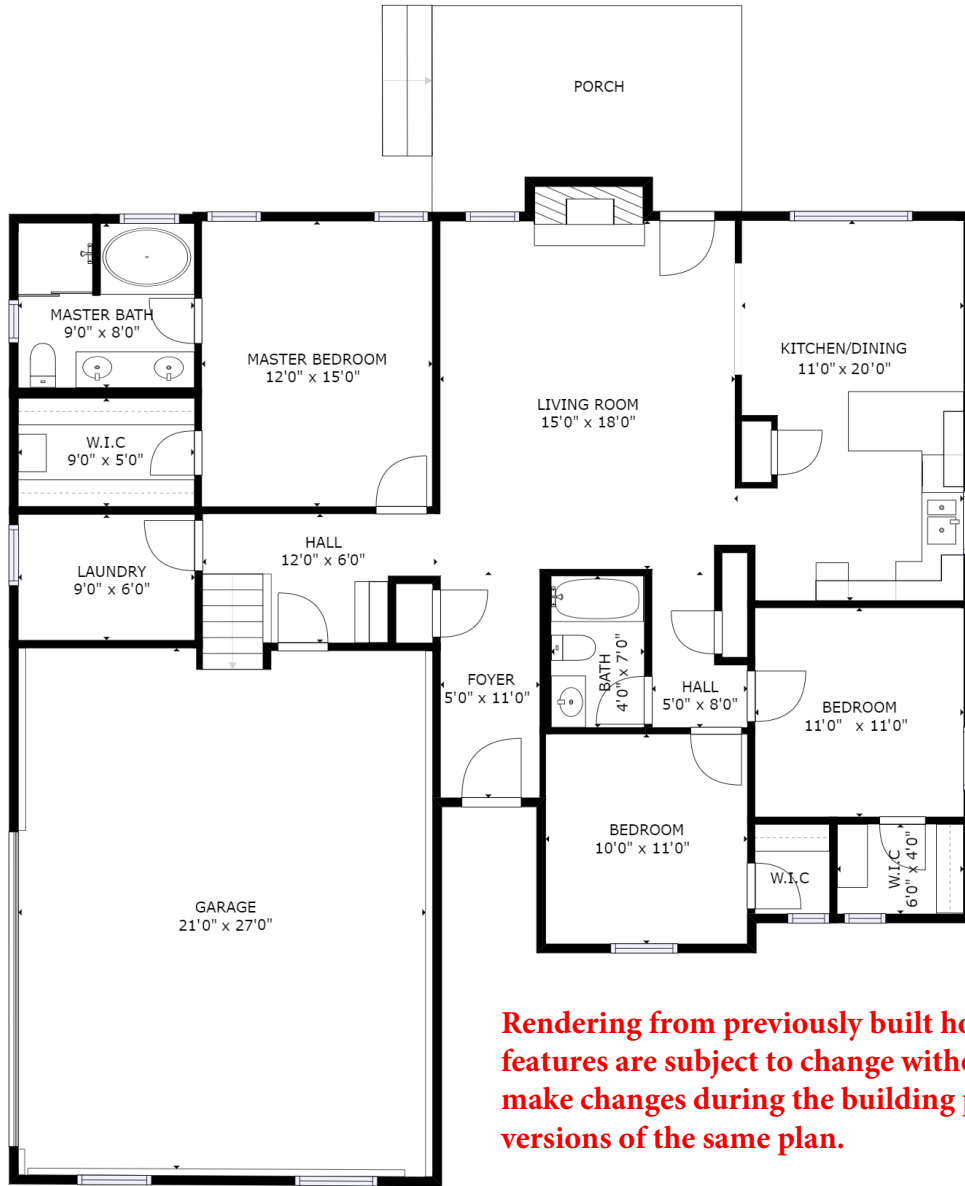 PORCH
MASTER BATH
9'0" x 8'0"
MASTER BEDROOM
12'0" x 15'0"
KITCHEN/DINING
11'0" x 20'0"
LIVING ROOM
15'0" x 18'0"
W.I.C
9'0" x 5'0"
HALL
12'0" x 6'0"
LAUNDRY
9'0" x 6'0"
FOYER
5'0" x 11'0"
BATH
4'0" x 7'0"
HALL
5'0" x 8'0"
BEDROOM
11'0" x 11'0"
BEDROOM
10'0" x 11'0"
W.I.C
W.I.C
6'0" x 4'0"
GARAGE
21'0" x 27'0"
Rendering from previously built
features are subject to change
make changes during the building
versions of the same plan.